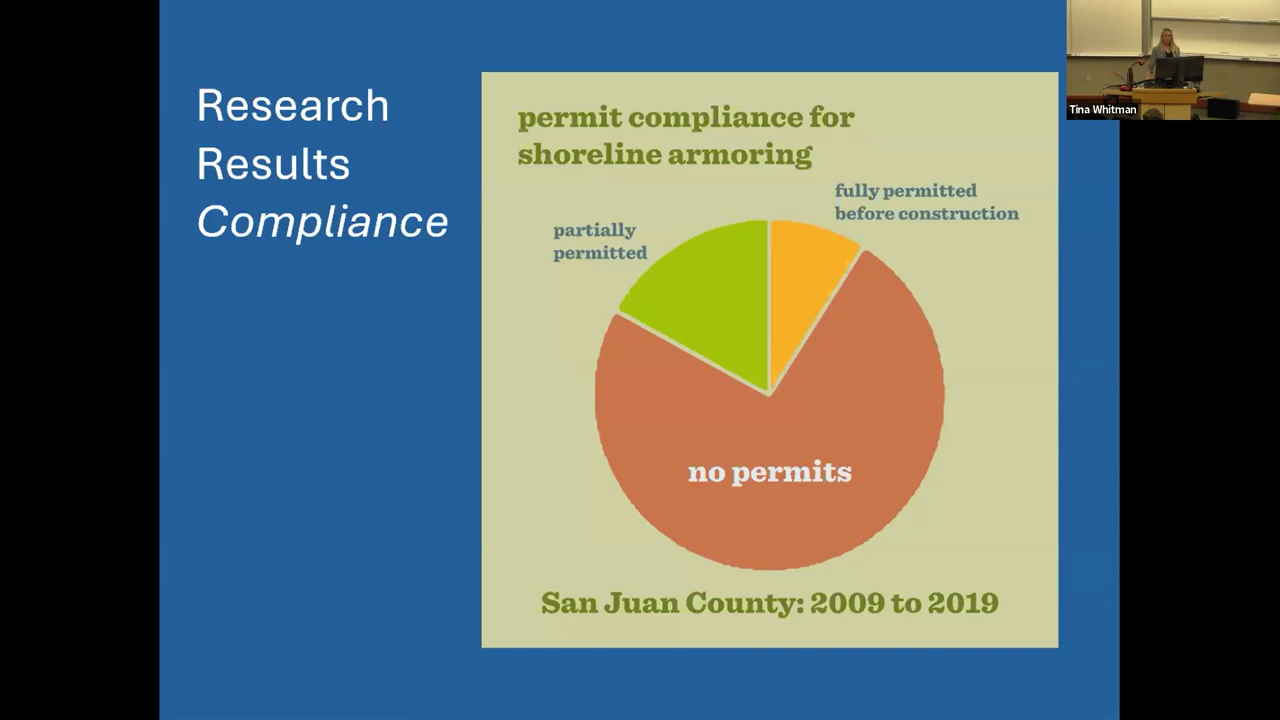 Research
Results
Compliance
permit compliance for
shoreline armoring
fully permitted
before construction
partially
permitted
no permits
San Juan County: 2009 to 2019
Tina Whitman